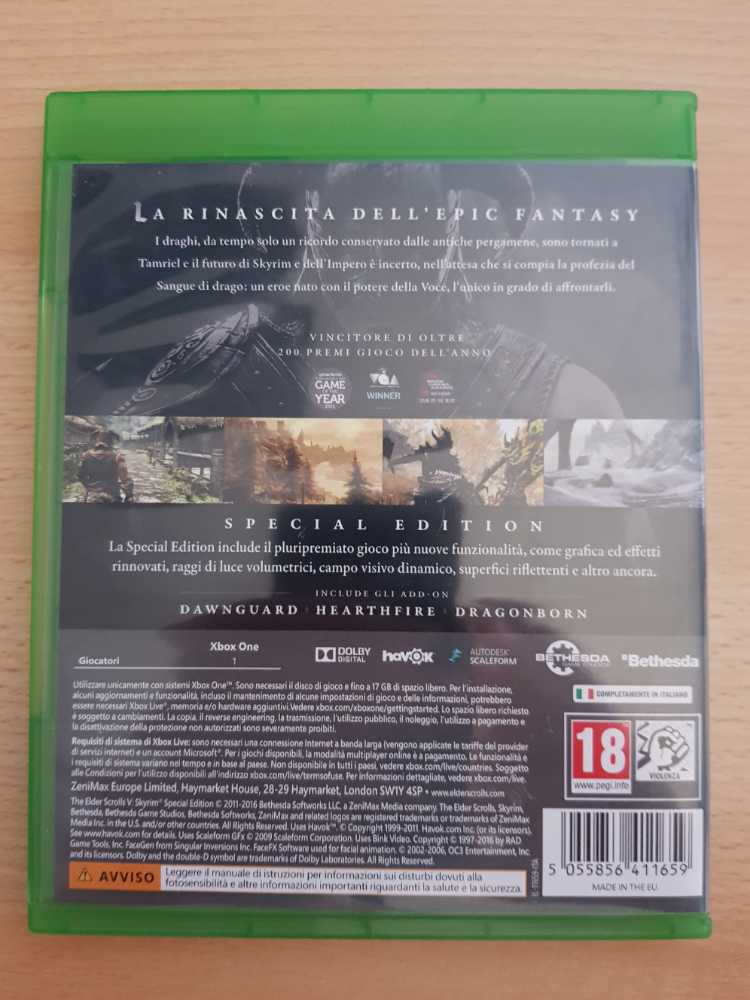 LA RINASCITA DELL'EPIC FANTASY
I draghi, da tempo solo un ricordo conservato dalle antiche pergamene, sono tornati a
Tamriel e il futuro di Skyrim e dell'Impero è incerto, nell'attesa che si compia la profezia del
Sangue di drago: un eroe nato con il potere della Voce, l'unico in grado di affrontarli.
VINCITORE DI OLTRE
200 PREMI GIOCO DELL'ANNO
GAME
OF THE
YEAR
VGA
WINNER
SPECIAL EDITION
La Special Edition include il pluripremiato gioco più nuove funzionalità, come grafica ed effetti
rinnovati, raggi di luce volumetrici, campo visivo dinamico, superfici riflettenti e altro ancora.
INCLUDE GLI ADD-ON
DAWNGUARD HEARTHFIRE DRAGONBORN
Xbox One
Giocatori 1
DOLBY DIGITAL havok AUTODESK SCALEFORM BETHESDA GAME STUDIOS Bethesda
COMPLETAMENTE IN ITALIANO
Utilizzare unicamente con sistemi Xbox One™. Sono necessari il disco di gioco e fino a 17 GB di spazio libero. Per l'installazione,
alcuni aggiornamenti e funzionalità, incluso il mantenimento di alcune impostazioni di gioco e delle informazioni, potrebbero
essere necessari Xbox Live®, memoria e/o hardware aggiuntivi.Vedere xbox.com/xboxone/gettingstarted. Lo spazio libero richiesto
è soggetto a cambiamenti. La copia, il reverse engineering, la trasmissione, l'utilizzo pubblico, il noleggio, l'utilizzo a pagamento e
la disattivazione della protezione non autorizzati sono severamente proibiti.
Requisiti di sistema di Xbox Live: sono necessari una connessione Internet a banda larga (vengono applicate le tariffe del provider
di servizi internet) e un account Microsoft®. Per i giochi disponibili, la modalità multiplayer online è a pagamento. Le funzionalità e
i requisiti di sistema variano nel tempo e in base al paese. Non disponibile in tutti i paesi, vedere xbox.com/live/countries. Soggetto
alle Condizioni per l'utilizzo disponibili all'indirizzo xbox.com/live/termsofuse. Per informazioni dettagliate, vedere xbox.com/live.
ZeniMax Europe Limited, Haymarket House, 28-29 Haymarket, London SW1Y 4SP • www.elderscrolls.com
The Elder Scrolls V: Skyrim® Special Edition © 2011-2016 Bethesda Softworks LLC, a ZeniMax Media company. The Elder Scrolls, Skyrim,
Bethesda, Bethesda Game Studios, Bethesda Softworks, ZeniMax and related logos are registered trademarks or trademarks of ZeniMax
Media Inc. in the U.S. and/or other countries. All Rights Reserved. Uses Havok™. © Copyright 1999-2011 Havok.com Inc. (or its licensors).
See www.havok.com for details. Uses Scaleform GFx © 2009 Scaleform Corporation. Uses Bink Video. Copyright © 1997-2016 by RAD
Game Tools, Inc. FaceGen from Singular Inversions Inc. FaceFX Software used for facial animation. © 2002-2006, OC3 Entertainment, Inc.
and its licensors. Dolby and the double-D symbol are trademarks of Dolby Laboratories. All Rights Reserved.
18
www.pegi.info
VIOLENZA
AVVISO
Leggere il manuale di istruzioni per informazioni sui disturbi dovuti alla
fotosensibilità e altre informazioni importanti riguardanti la salute e la sicurezza.
5 055856 411659
MADE IN THE EU